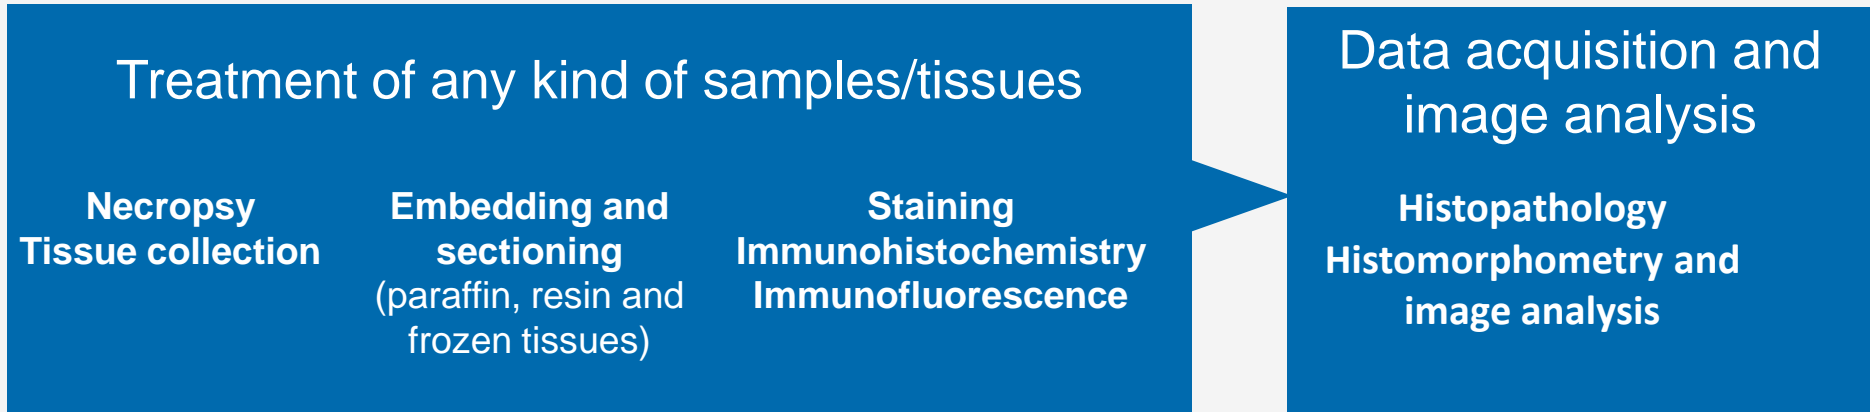 Treatment of any kind of samples/tissues
Necropsy
Tissue collection
Embedding and
sectioning
(paraffin, resin and
frozen tissues)
Staining
Immunohistochemistry
Immunofluorescence
Data acquisition and
image analysis
Histopathology
Histomorphometry and
image analysis